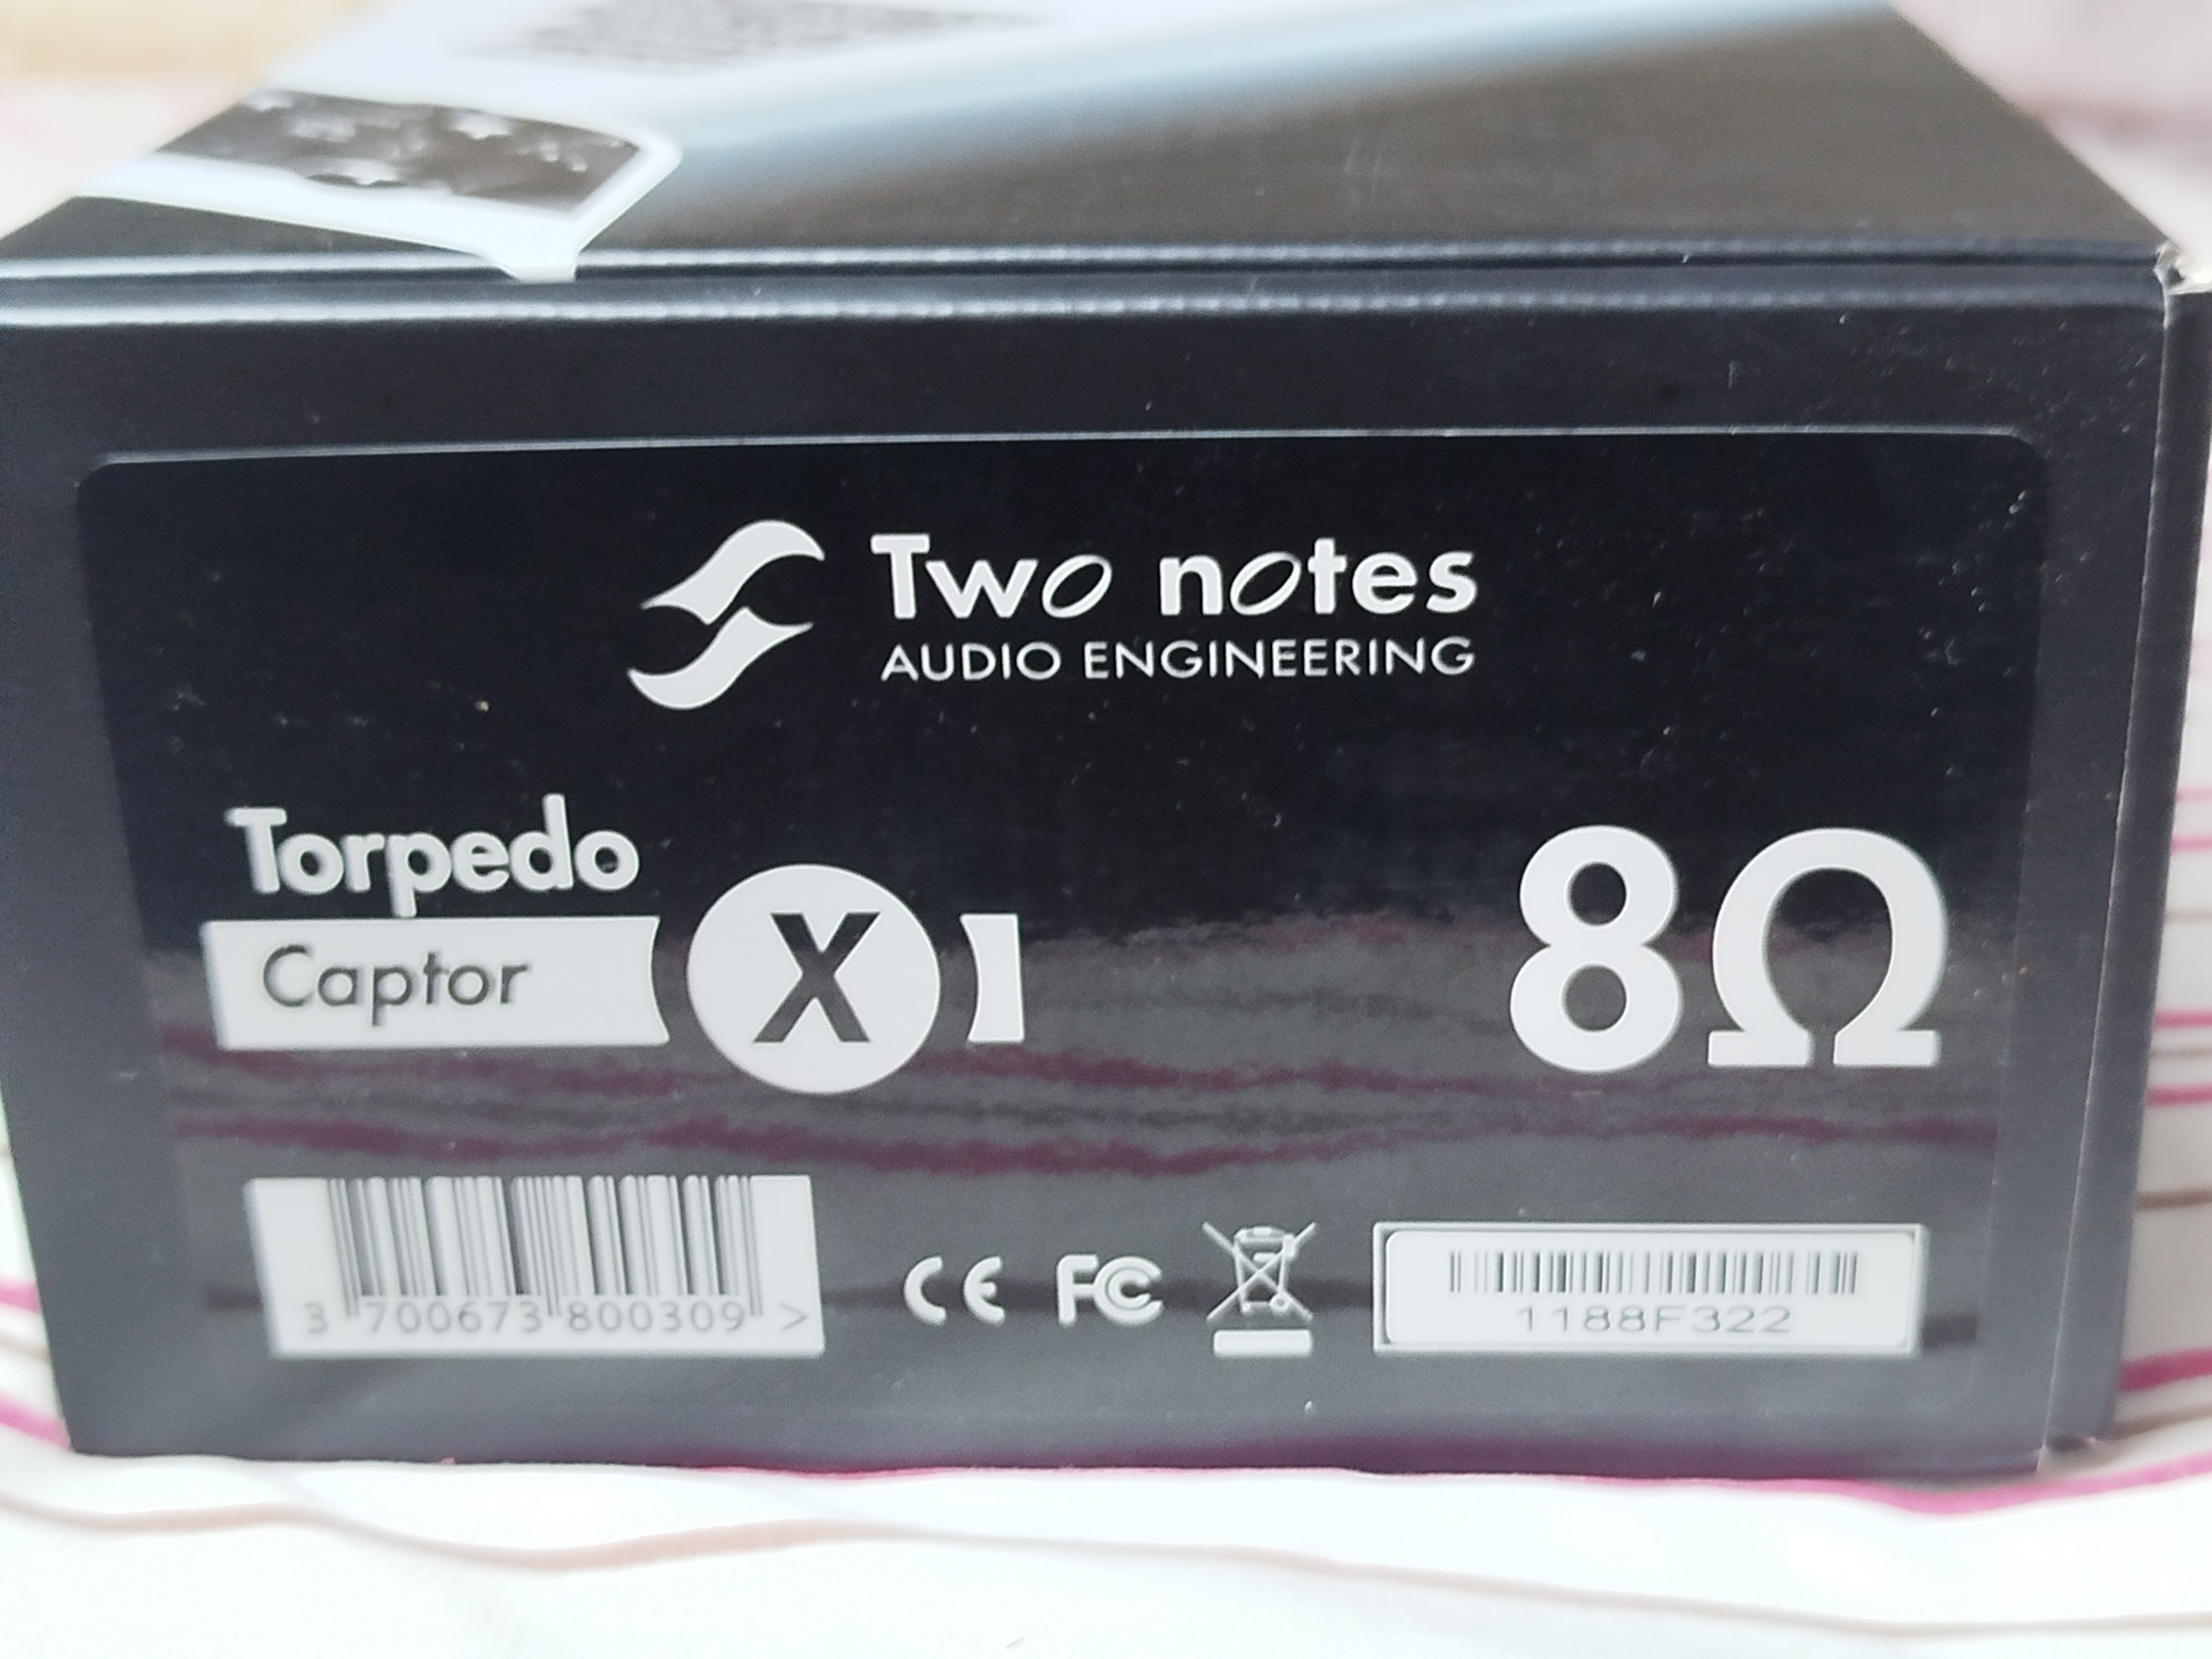 Two notes
AUDIO ENGINEERING
Torpedo
Captor X
8Ω
3 700673 800309 >
CE FC
1188F322